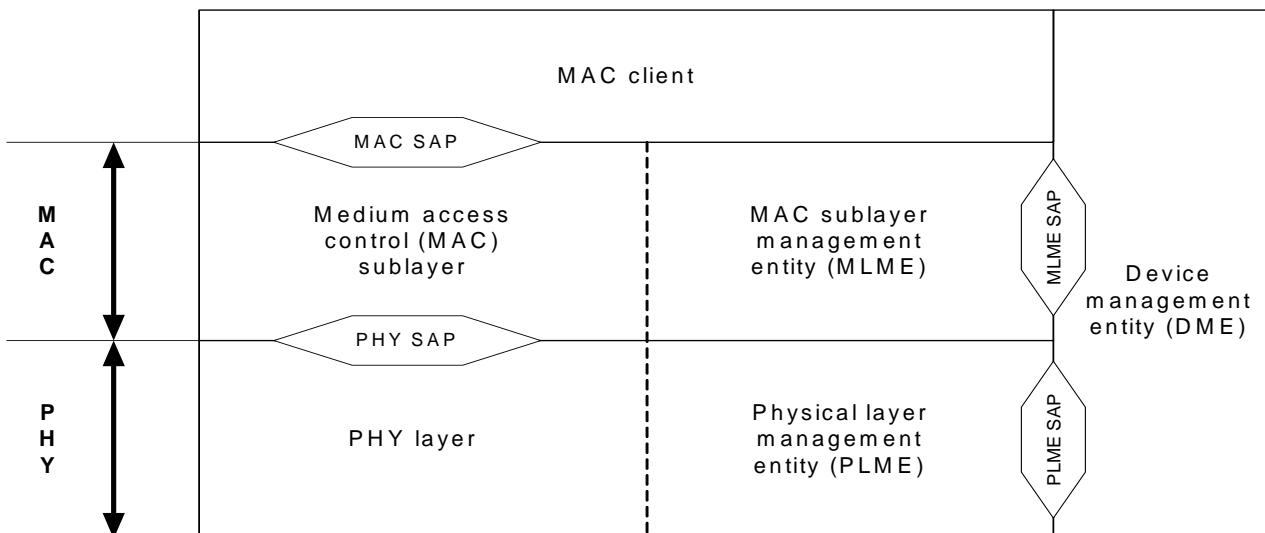 MAC client
MAC SAP
M
A
C
Medium access
control (MAC)
sublayer
MAC sublayer
management
entity (MLME)
MLME SAP
Device
management
entity (DME)
PHY SAP
P
H
Y
PHY layer
Physical layer
management
entity (PLME)
PLME SAP